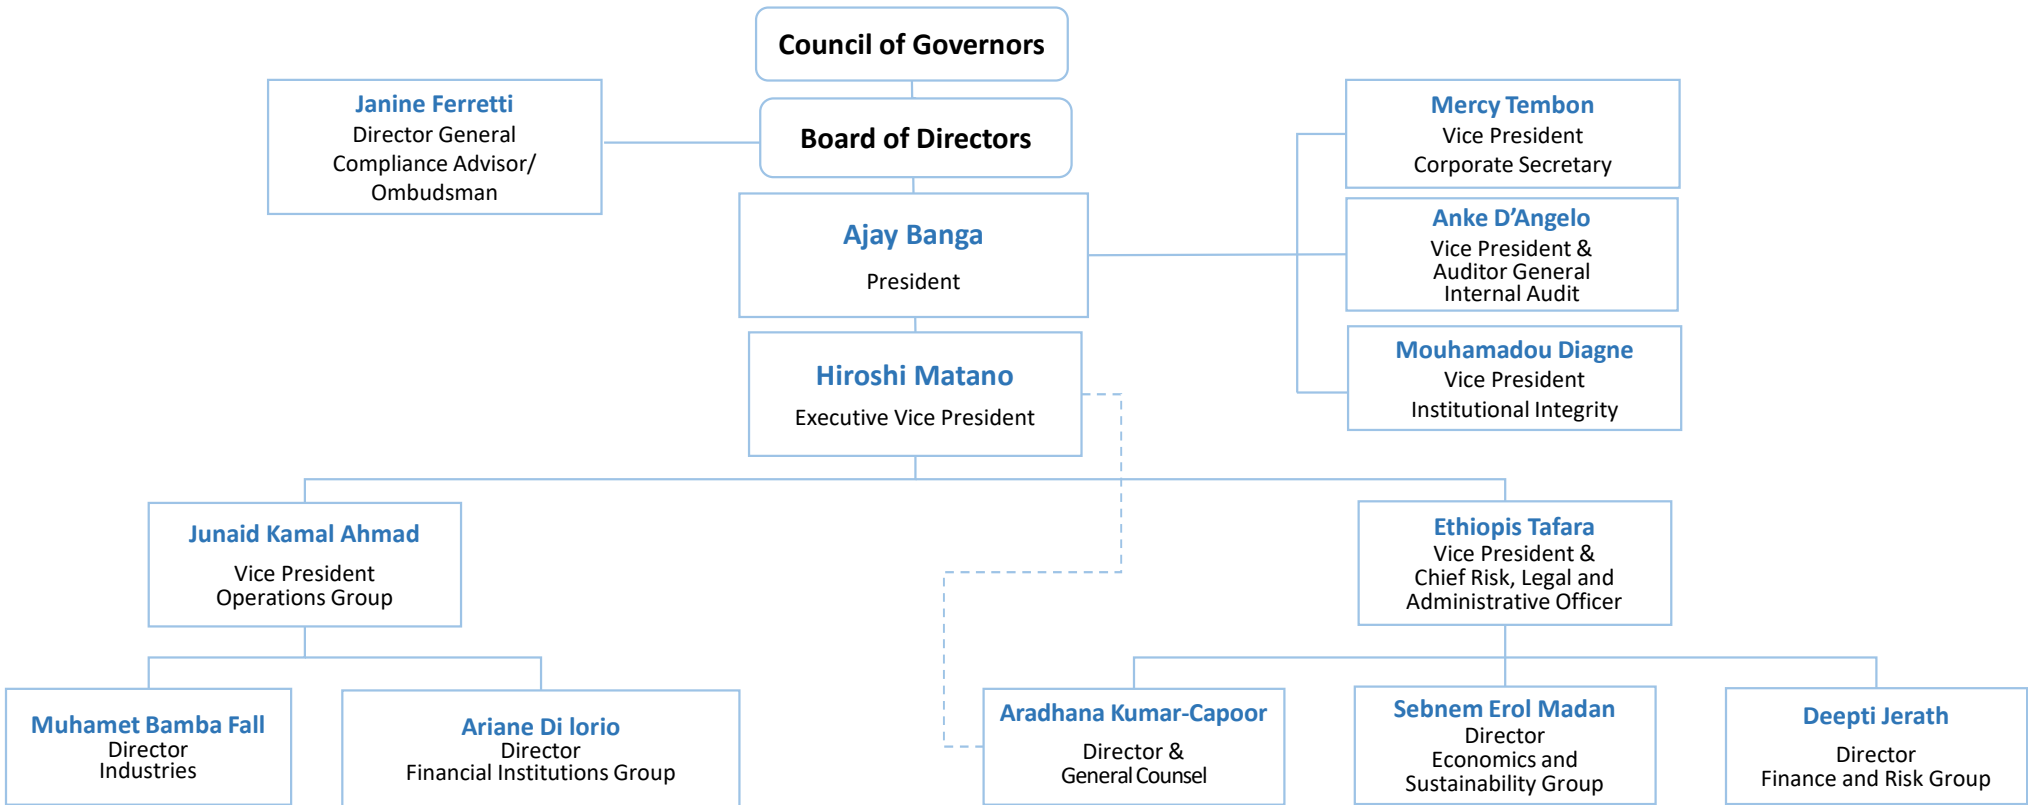 Council of Governors
Janine Ferretti
Director General
Compliance Advisor/
Ombudsman
Board of Directors
Mercy Tembon
Vice President
Corporate Secretary
Ajay Banga
President
Anke D’Angelo
Vice President &
Auditor General
Internal Audit
Hiroshi Matano
Executive Vice President
Mouhamadou Diagne
Vice President
Institutional Integrity
Junaid Kamal Ahmad
Vice President
Operations Group
Ethiopis Tafara
Vice President &
Chief Risk, Legal and
Administrative Officer
Muhamet Bamba Fall
Director
Industries
Ariane Di lorio
Director
Financial Institutions Group
Aradhana Kumar-Capoor
Director &
General Counsel
Sebnem Erol Madan
Director
Economics and
Sustainability Group
Deepti Jerath
Director
Finance and Risk Group